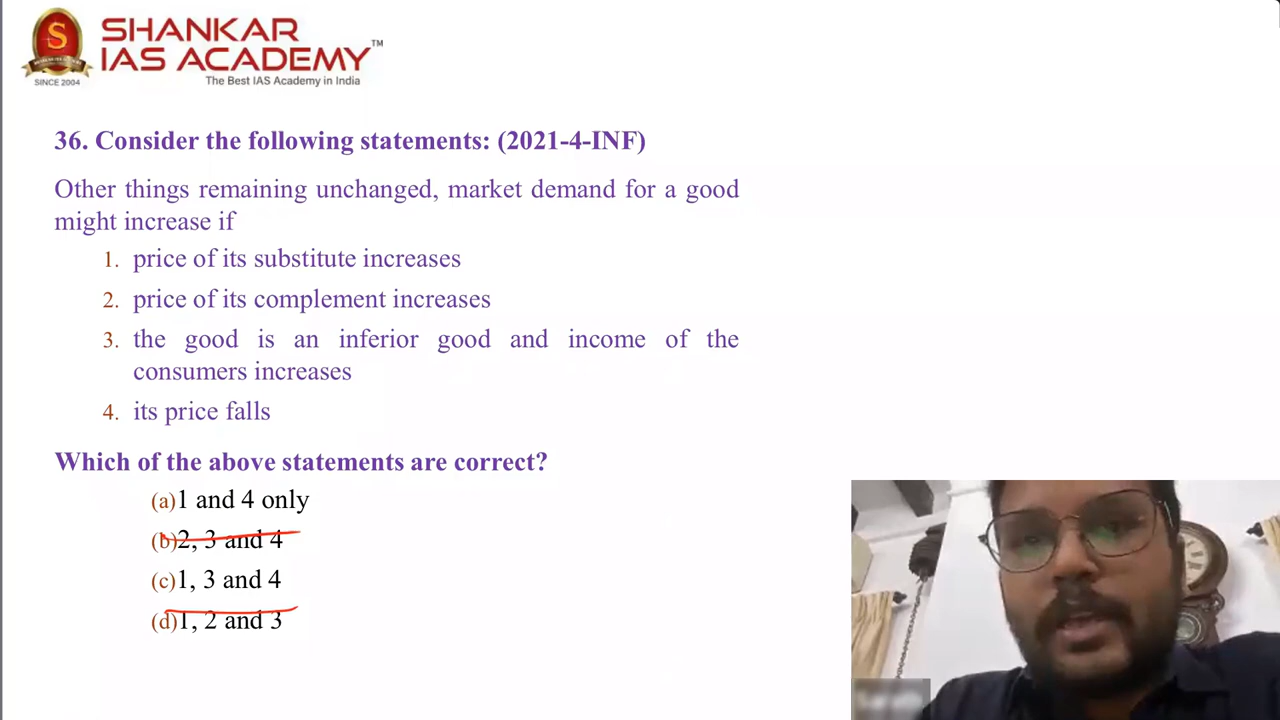 SHANKAR
IAS ACADEMY™
The Best IAS Academy in India
S
SINCE 2004
36. Consider the following statements: (2021-4-INF)
Other things remaining unchanged, market demand for a good
might increase if
1. price of its substitute increases
2. price of its complement increases
3. the good is an inferior good and income of the
consumers increases
4. its price falls
Which of the above statements are correct?
(a)1 and 4 only
(b)2, 3 and 4
(c)1, 3 and 4
(d)1, 2 and 3